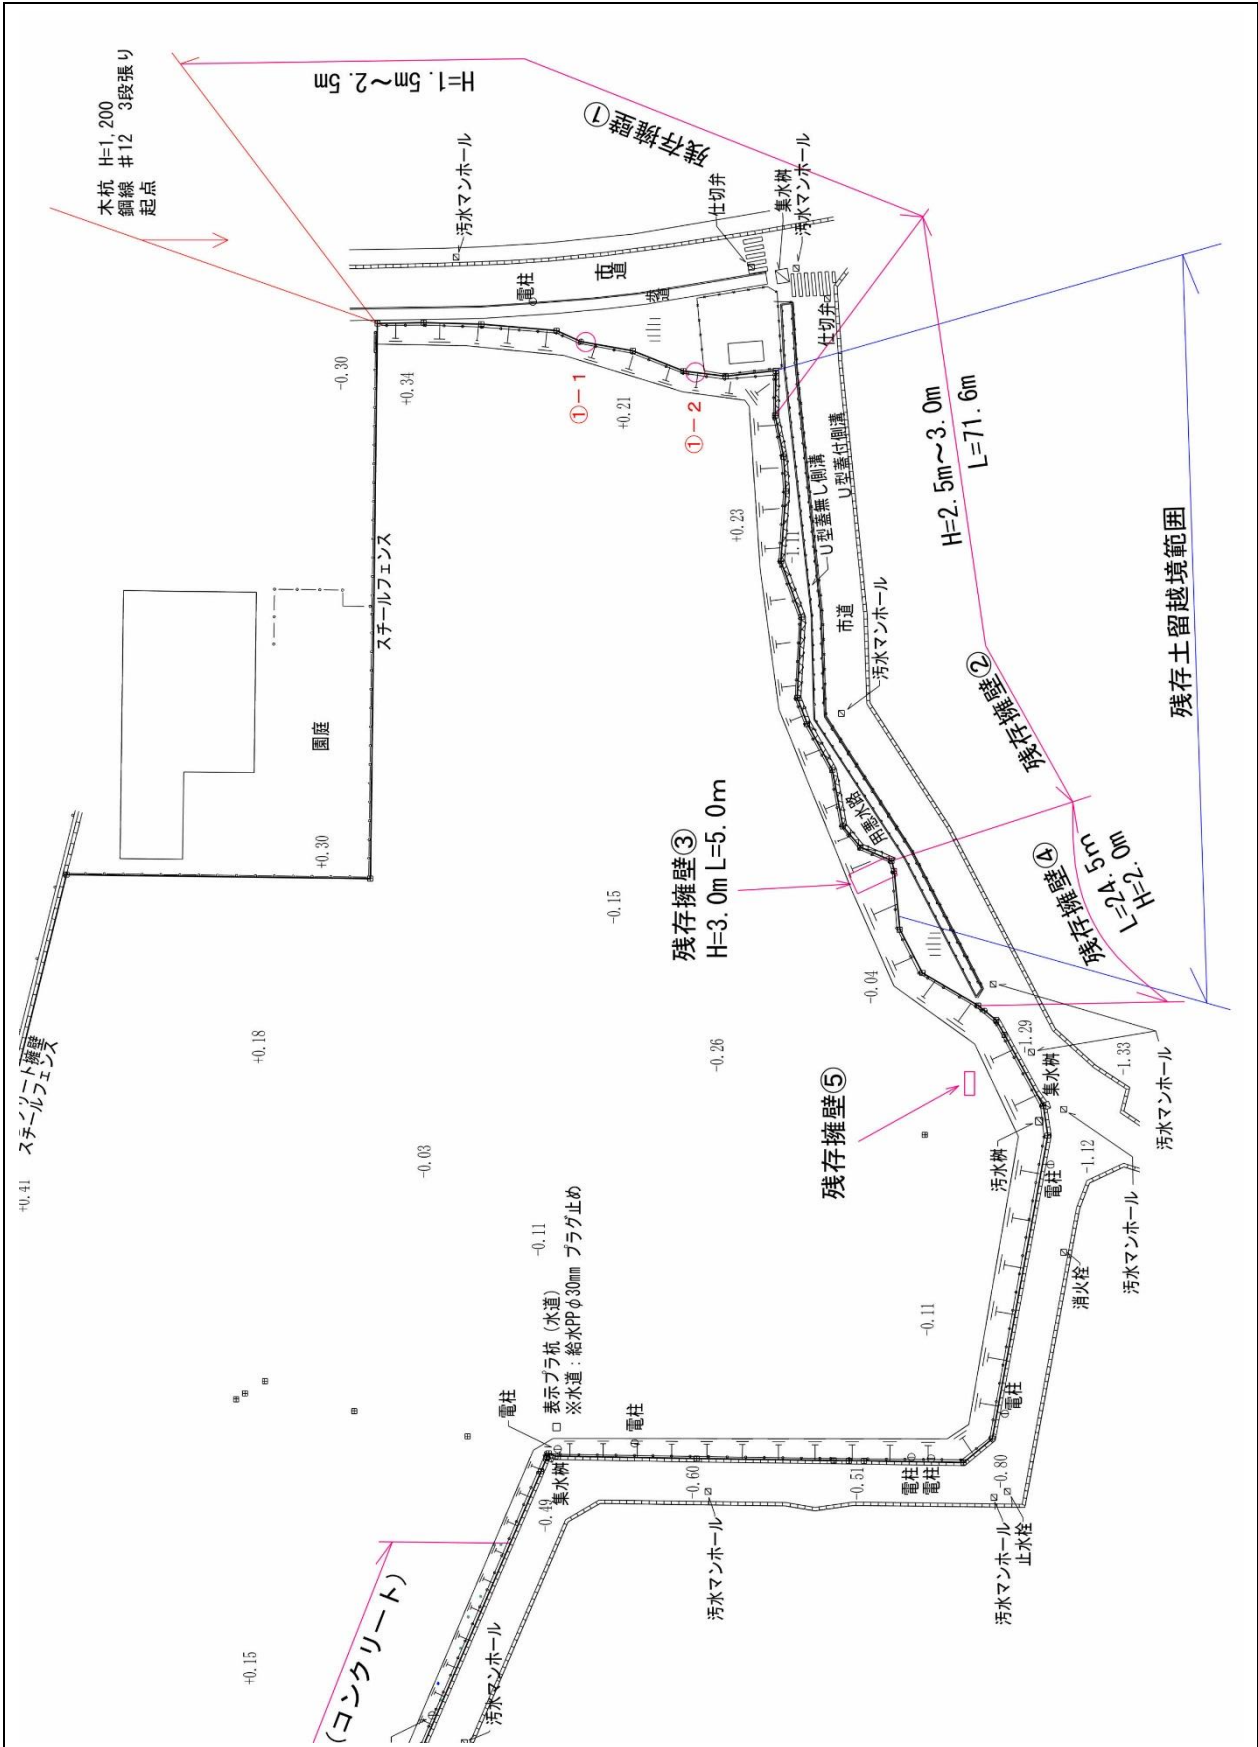 木杭 H=1,200
鋼線 #12 3段張り
起点
H=1.5m～2.5m
残存擁壁①
汚水マンホール
仕切弁
集水桝
汚水マンホール
電柱
市道
歩道
仕切弁
-0.30
+0.34
①-1
+0.21
①-2
+0.23
-1.11
U型蓋無し側溝
U型蓋付側溝
H=2.5m～3.0m
L=71.6m
スチールフェンス
園庭
+0.30
市道
汚水マンホール
残存土留越境範囲
残存擁壁②
用悪水路
残存擁壁③
H=3.0m L=5.0m
残存擁壁④
L=24.5m
H=2.0m
-0.15
-0.04
-0.26
残存擁壁⑤
-1.29
集水桝
-1.33
汚水マンホール
汚水桝
電柱
-1.12
汚水マンホール
消火栓
スチールフェンス
+0.41
+0.18
-0.03
-0.11
表示プラ杭（水道）
※水道：給水PPφ30mm プラグ止め
-0.11
電柱
電柱
電柱
集水桝
-0.49
-0.60
-0.51
電柱
電柱
-0.80
汚水マンホール
汚水マンホール
止水栓
(コンクリート)
+0.15
汚水マンホール